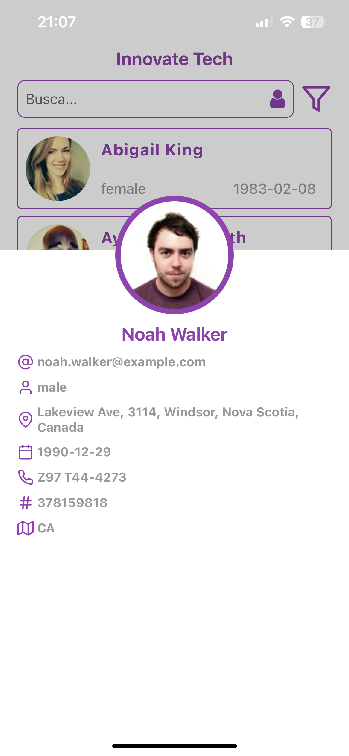 21:07
37
Innovate Tech
Busca...
Abigail King
female 1983-02-08
Ay th
Noah Walker
noah.walker@example.com
male
Lakeview Ave, 3114, Windsor, Nova Scotia,
Canada
1990-12-29
Z97 T44-4273
378159818
CA